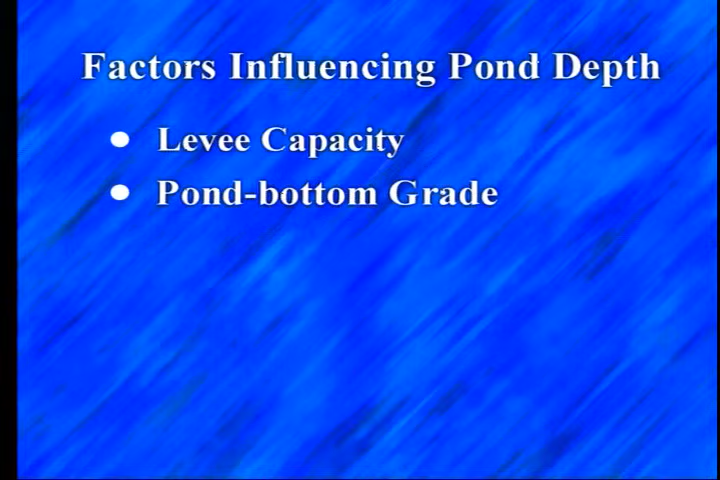 Factors Influencing Pond Depth
● Levee Capacity
● Pond-bottom Grade